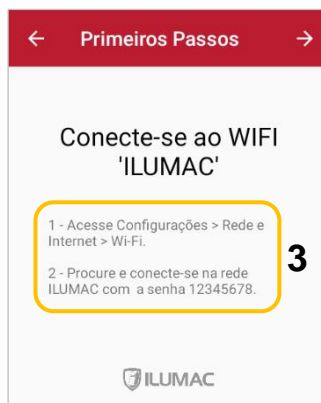 Primeiros Passos
Conecte-se ao WIFI
'ILUMAC'
1 - Acesse Configurações > Rede e
Internet > Wi-Fi.
2 - Procure e conecte-se na rede
ILUMAC com a senha 12345678.
3
ILUMAC